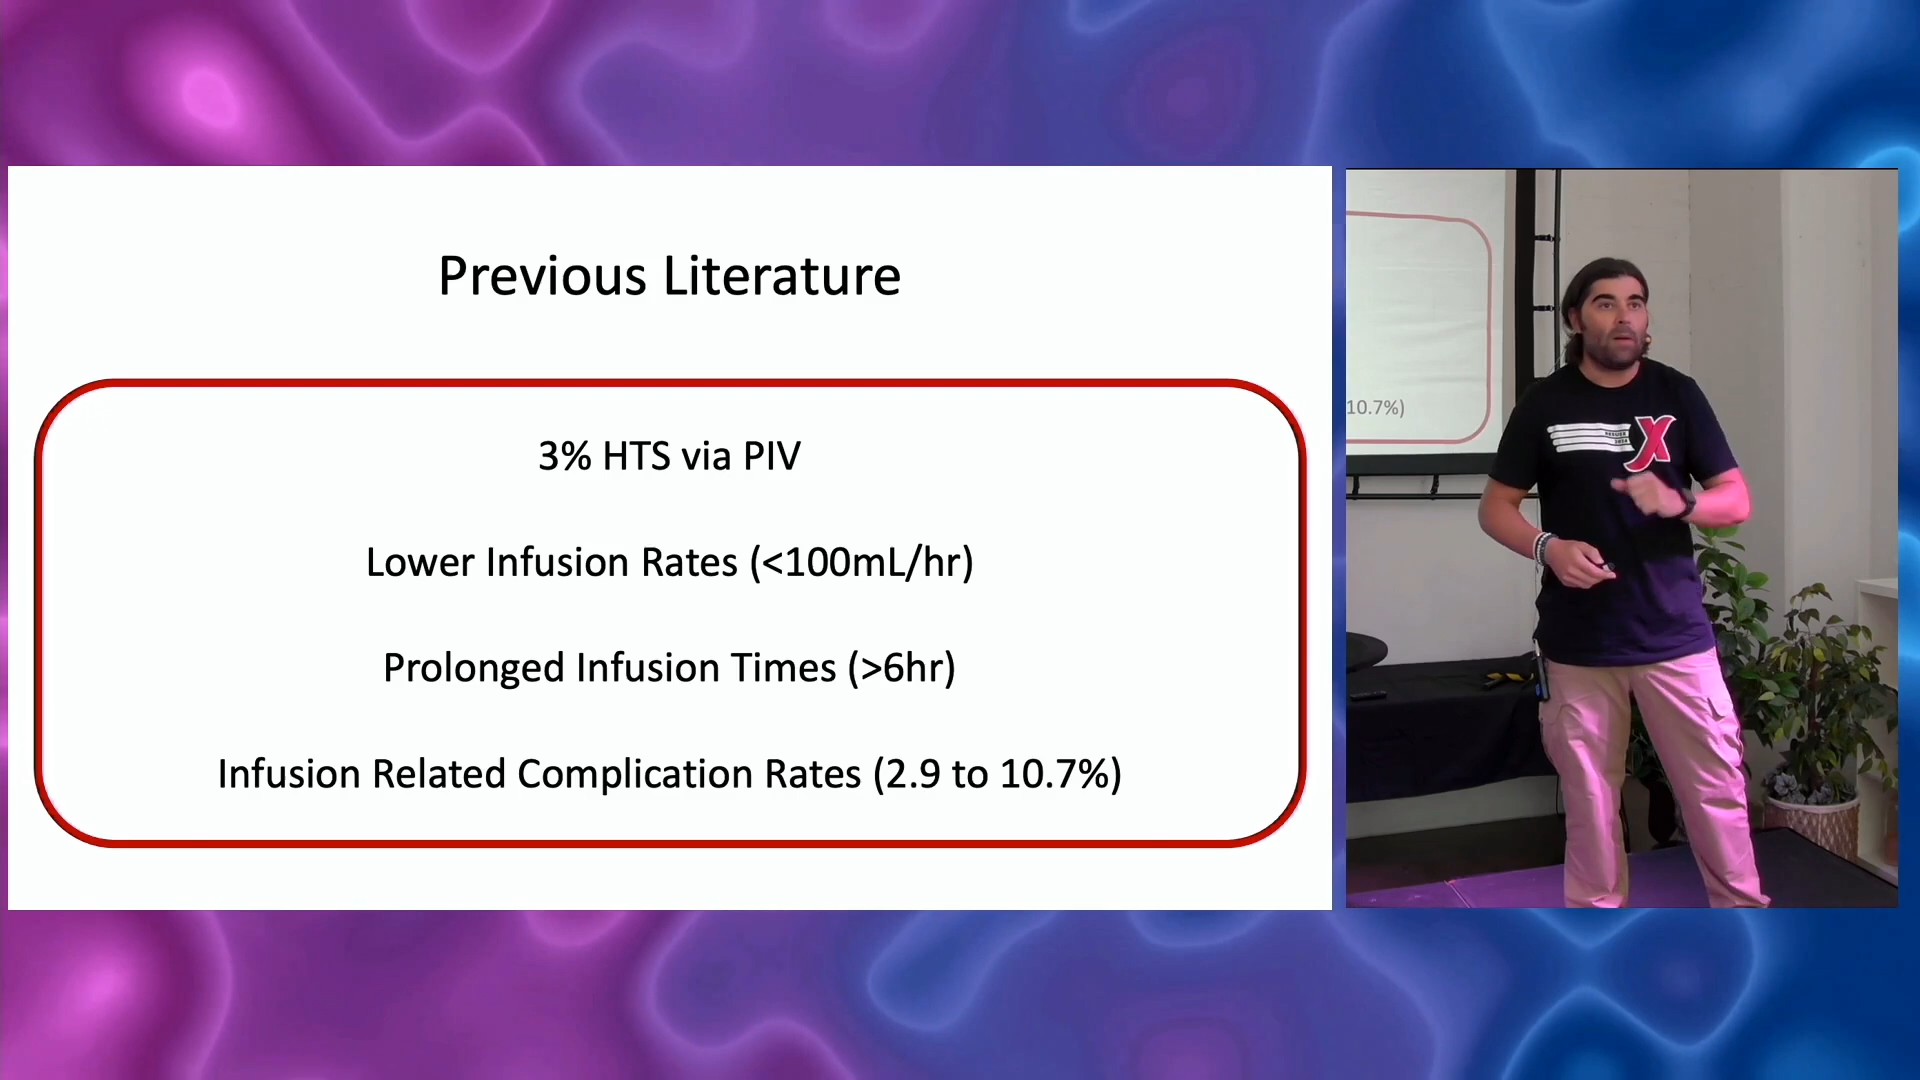 Previous Literature
3% HTS via PIV
Lower Infusion Rates (<100mL/hr)
Prolonged Infusion Times (>6hr)
Infusion Related Complication Rates (2.9 to 10.7%)
10.7%)
X